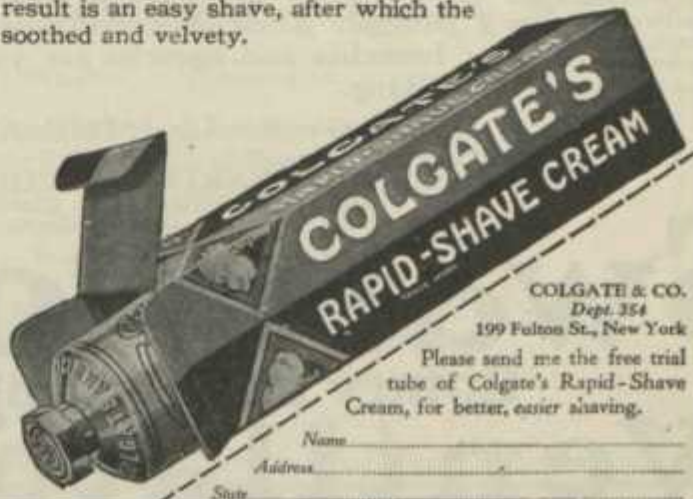 result is an easy shave, after which the
soothed and velvety.
COLGATE'S
COLGATE'S
RAPID-SHAVE CREAM
COLGATE & CO.
Dept. 354
199 Fulton St., New York
Please send me the free trial
tube of Colgate's Rapid-Shave
Cream, for better, easier shaving.
Name
Address
State